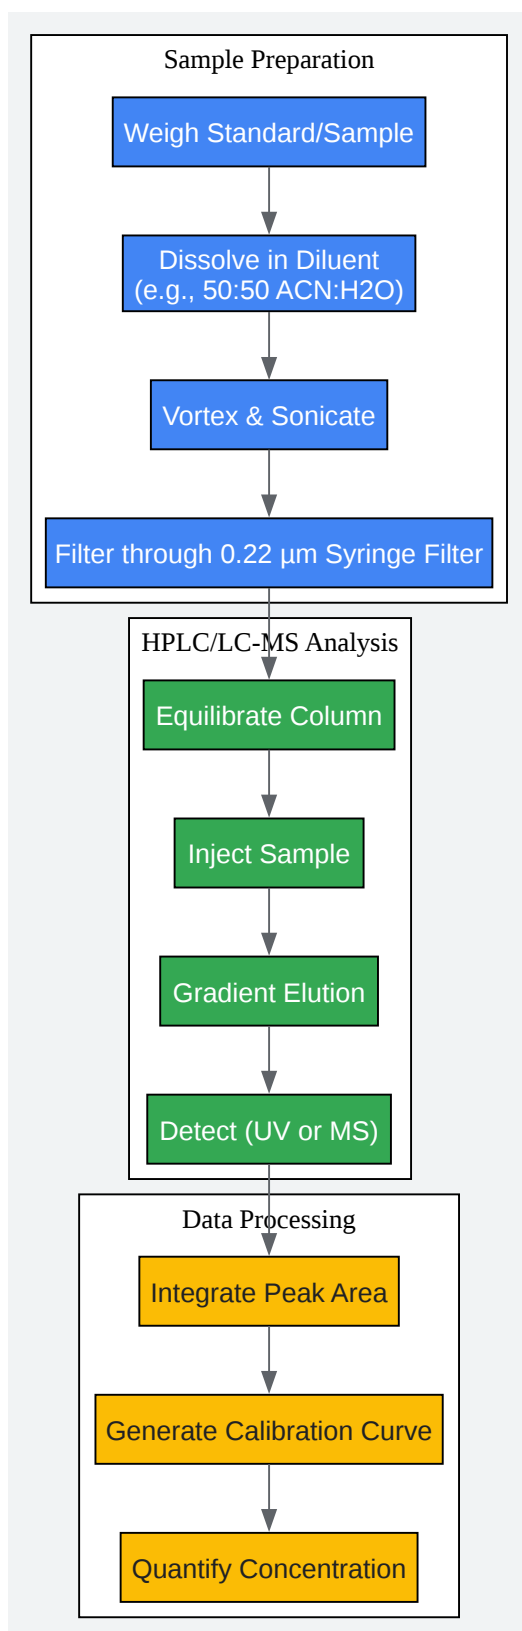 Sample Preparation
Weigh Standard/Sample
Dissolve in Diluent
(e.g., 50:50 ACN:H2O)
Vortex & Sonicate
Filter through 0.22 µm Syringe Filter
HPLC/LC-MS Analysis
Equilibrate Column
Inject Sample
Gradient Elution
Detect (UV or MS)
Data Processing
Integrate Peak Area
Generate Calibration Curve
Quantify Concentration